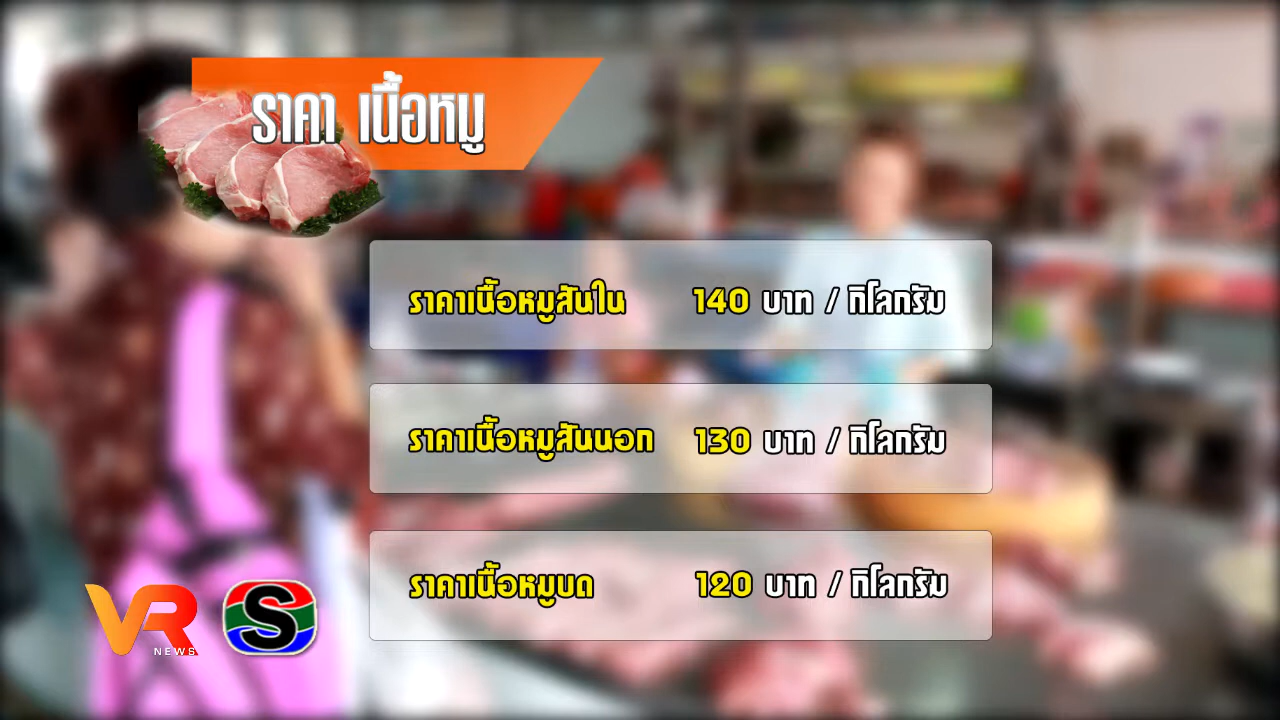 ราคา เนื้อหมู
ราคาเนื้อหมูสันใน 140 บาท / กิโลกรัม
ราคาเนื้อหมูสันนอก 130 บาท / กิโลกรัม
ราคาเนื้อหมูบด 120 บาท / กิโลกรัม
VR NEWS S